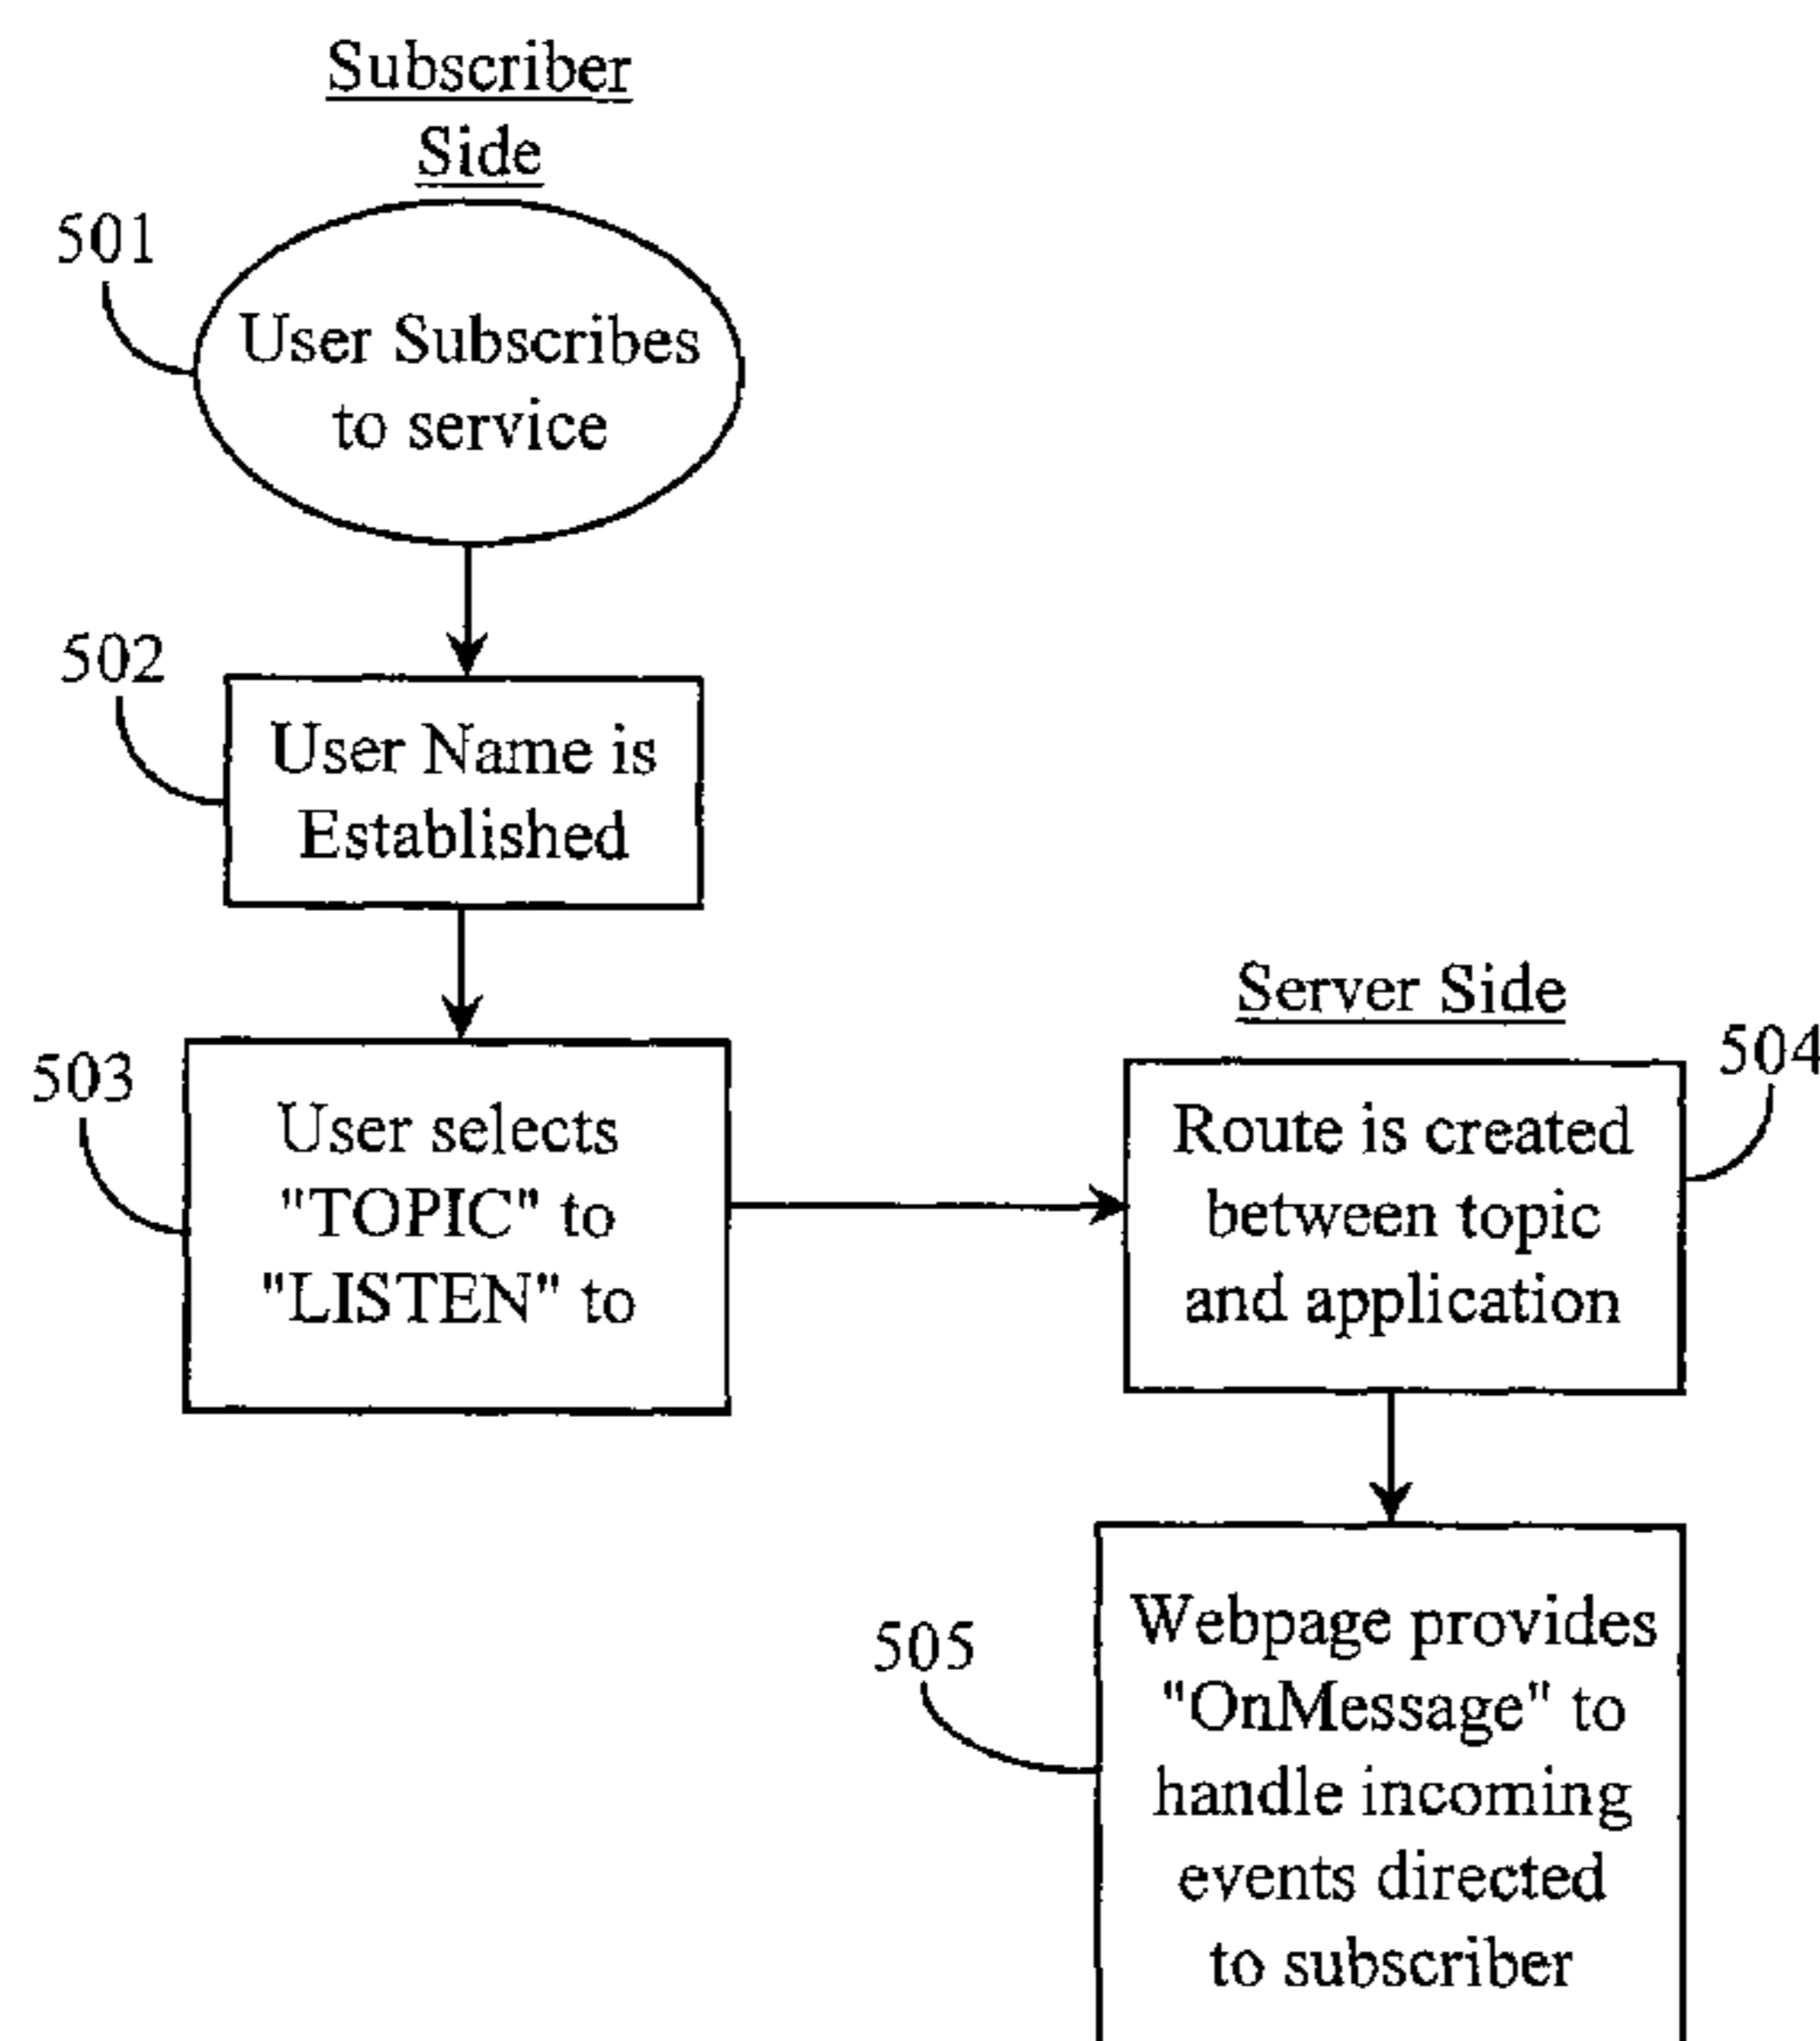 Subscriber
Side
501
User Subscribes
to service
502
User Name is
Established
503
User selects
"TOPIC" to
"LISTEN" to
Server Side
504
Route is created
between topic
and application
505
Webpage provides
"OnMessage" to
handle incoming
events directed
to subscriber